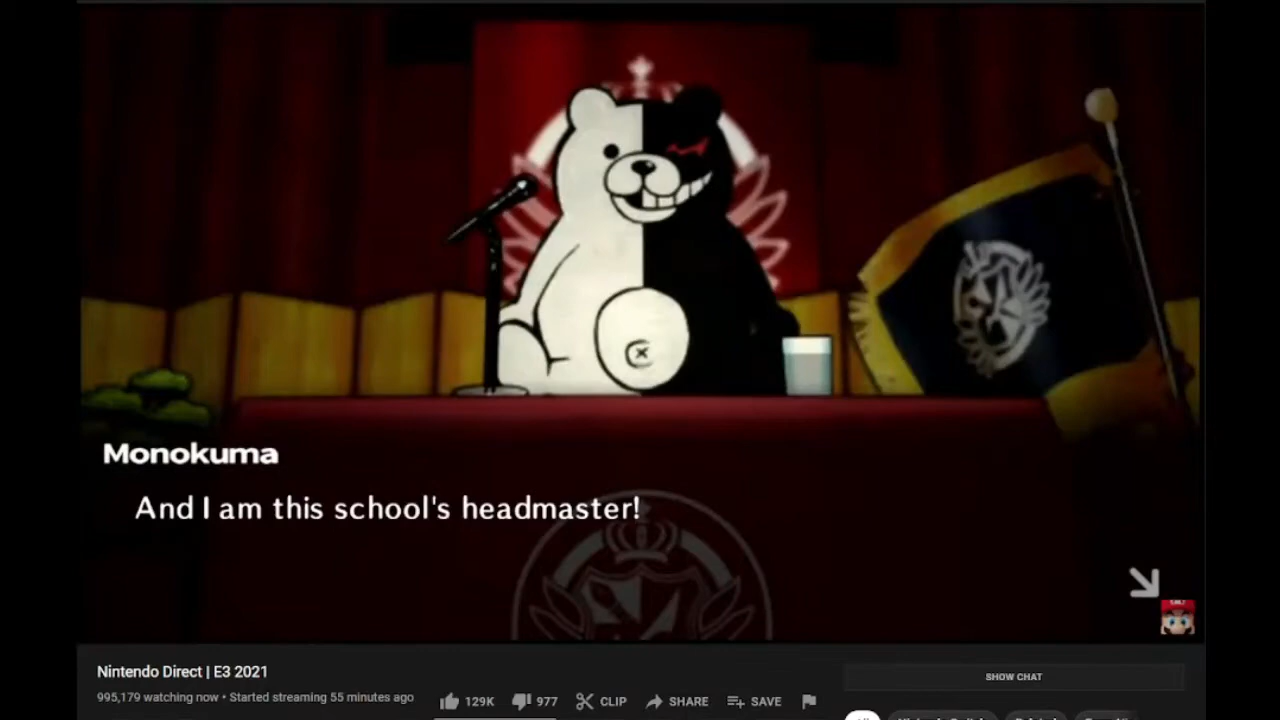 Monokuma
And I am this school's headmaster!
Nintendo Direct | E3 2021
995,179 watching now • Started streaming 55 minutes ago
129K
977
CLIP
SHARE
SAVE
SHOW CHAT